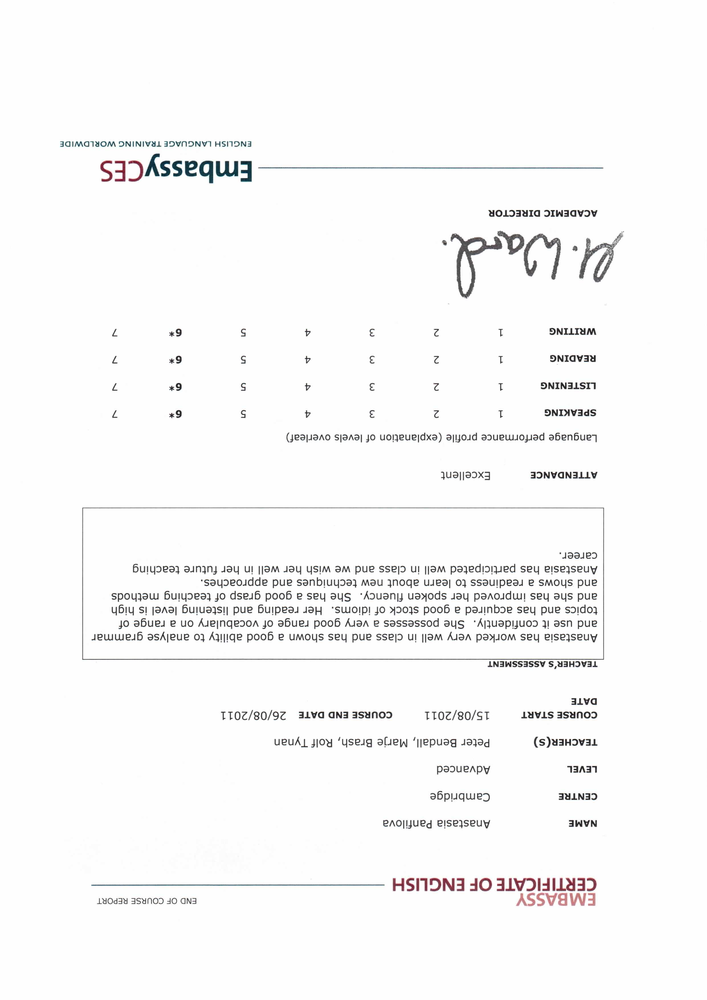 END OF COURSE REPORT
EMBASSY
CERTIFICATE OF ENGLISH
NAME Anastasia Panfilova
CENTRE Cambridge
LEVEL Advanced
TEACHER(S) Peter Bendall, Marje Brash, Rolf Tynan
COURSE START 15/08/2011 COURSE END DATE 26/08/2011
DATE
TEACHER'S ASSESSMENT
Anastasia has worked very well in class and has shown a good ability to analyse grammar
and use it confidently. She possesses a very good range of vocabulary on a range of
topics and has acquired a good stock of idioms. Her reading and listening level is high
and she has improved her spoken fluency. She has a good grasp of teaching methods
and shows a readiness to learn about new techniques and approaches.
Anastasia has participated well in class and we wish her well in her future teaching
career.
ATTENDANCE Excellent
Language performance profile (explanation of levels overleaf)
SPEAKING 1 2 3 4 5 6* 7
LISTENING 1 2 3 4 5 6* 7
READING 1 2 3 4 5 6* 7
WRITING 1 2 3 4 5 6* 7
H. Ward.
ACADEMIC DIRECTOR
EmbassyCES
ENGLISH LANGUAGE TRAINING WORLDWIDE